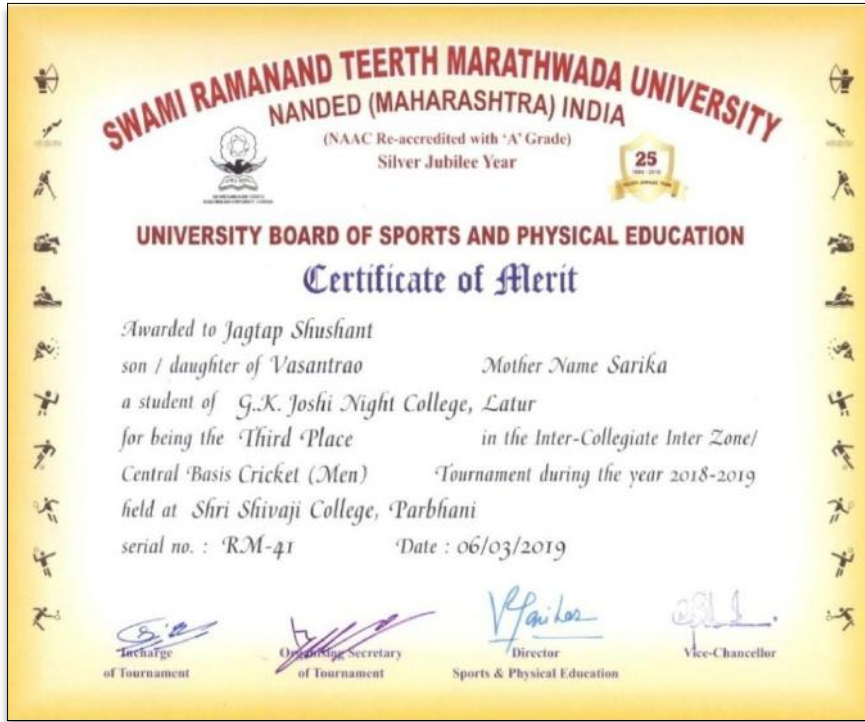 SWAMI RAMANAND TEERTH MARATHWADA UNIVERSITY
NANDED (MAHARASHTRA) INDIA
(NAAC Re-accredited with 'A' Grade)
Silver Jubilee Year
25
UNIVERSITY BOARD OF SPORTS AND PHYSICAL EDUCATION
Certificate of Merit
Awarded to Jagtap Shushant
son / daughter of Vasantrao Mother Name Sarika
a student of G.K. Joshi Night College, Latur
for being the Third Place in the Inter-Collegiate Inter Zone/
Central Basis Cricket (Men) Tournament during the year 2018-2019
held at Shri Shivaji College, Parbhani
serial no. : RM-41 Date : 06/03/2019
Incharge Organising Secretary Director Vice-Chancellor
of Tournament of Tournament Sports & Physical Education